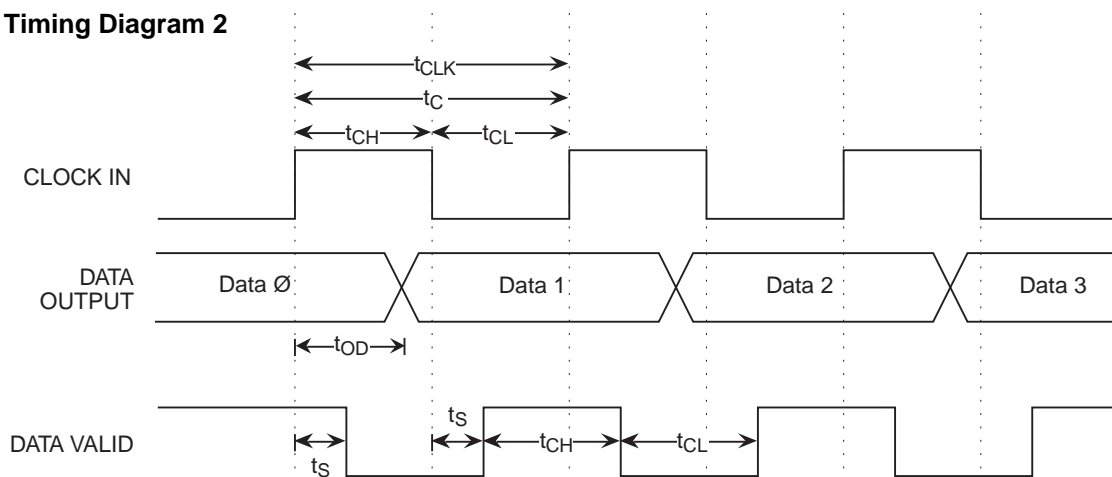 Timing Diagram 2
tCLK
tC
tCH
tCL
CLOCK IN
DATA
OUTPUT
Data Ø
Data 1
Data 2
Data 3
tOD
DATA VALID
tS
tS
tCH
tCL